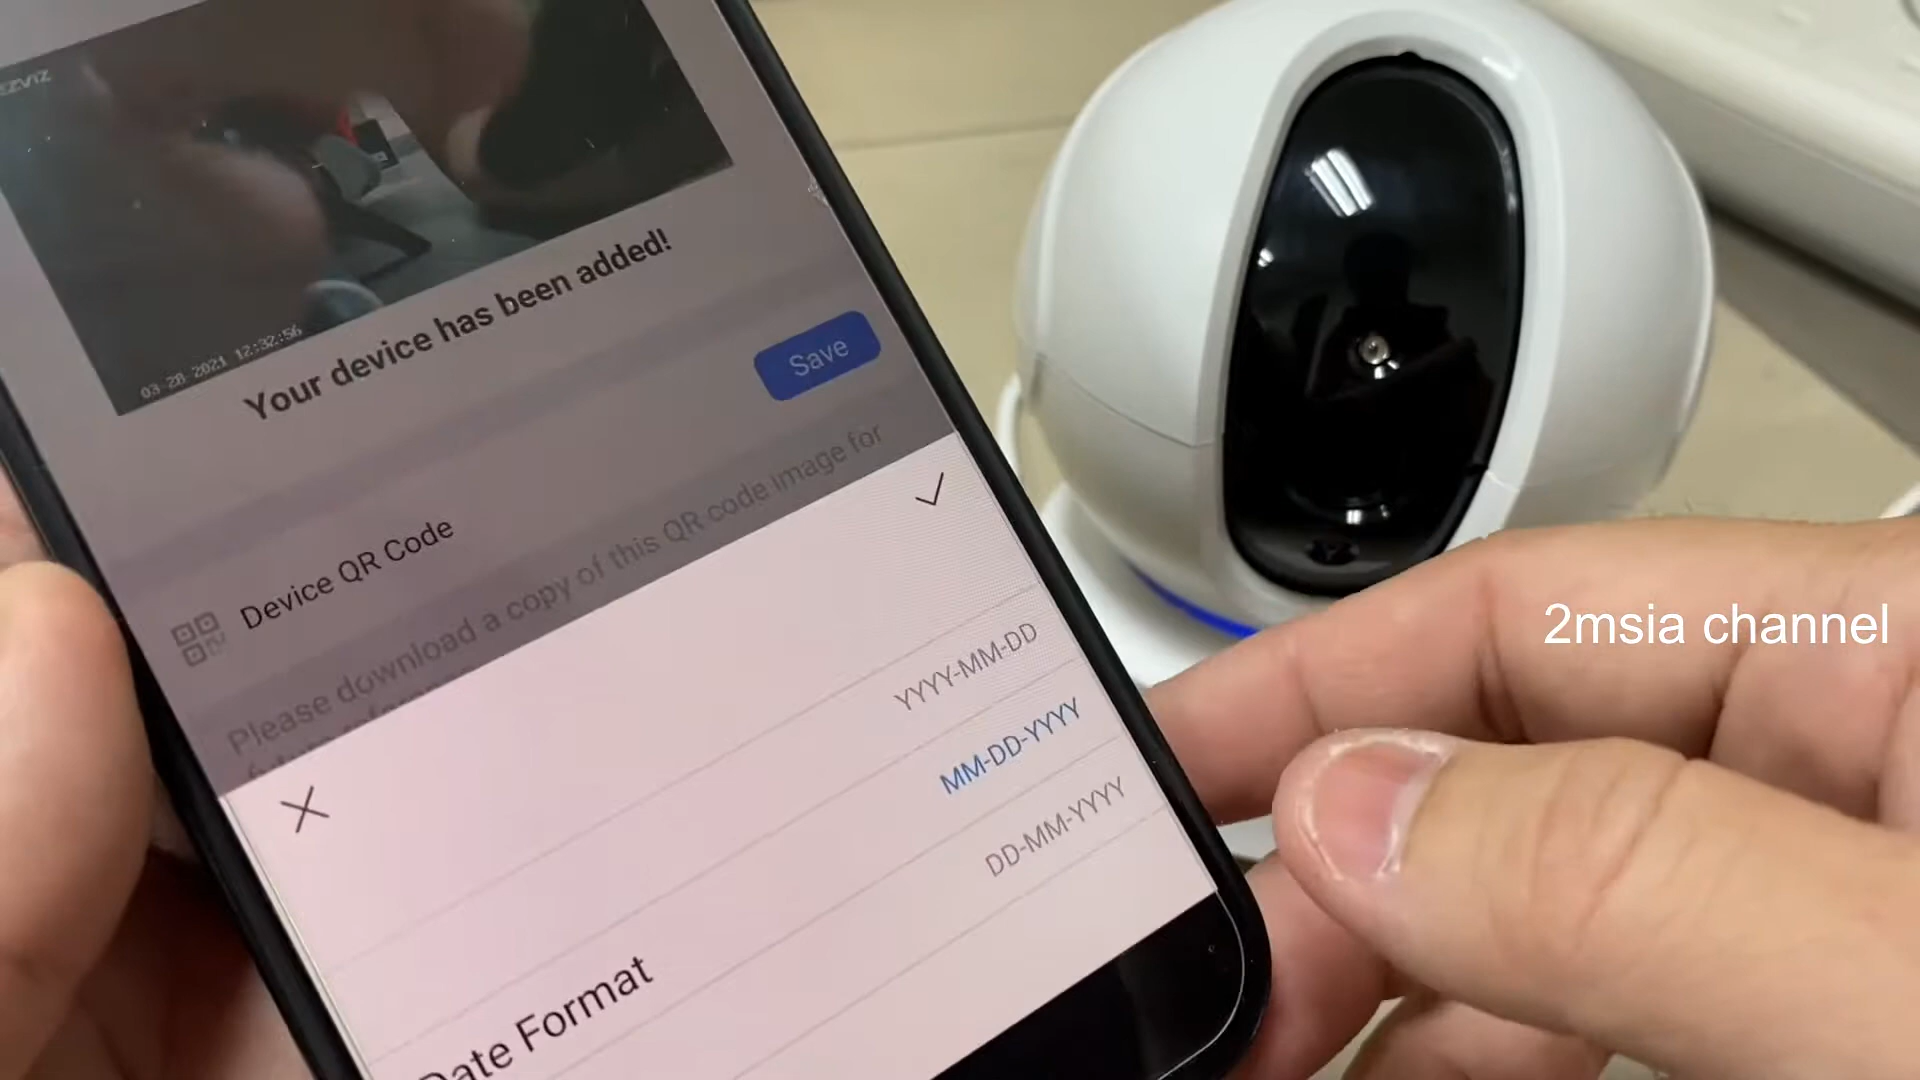 EZVIZ
03-28-2021 12:32:56
Your device has been added!
Save
Device QR Code
Please download a copy of this QR code image for
YYYY-MM-DD
MM-DD-YYYY
DD-MM-YYYY
Date Format
2msia channel